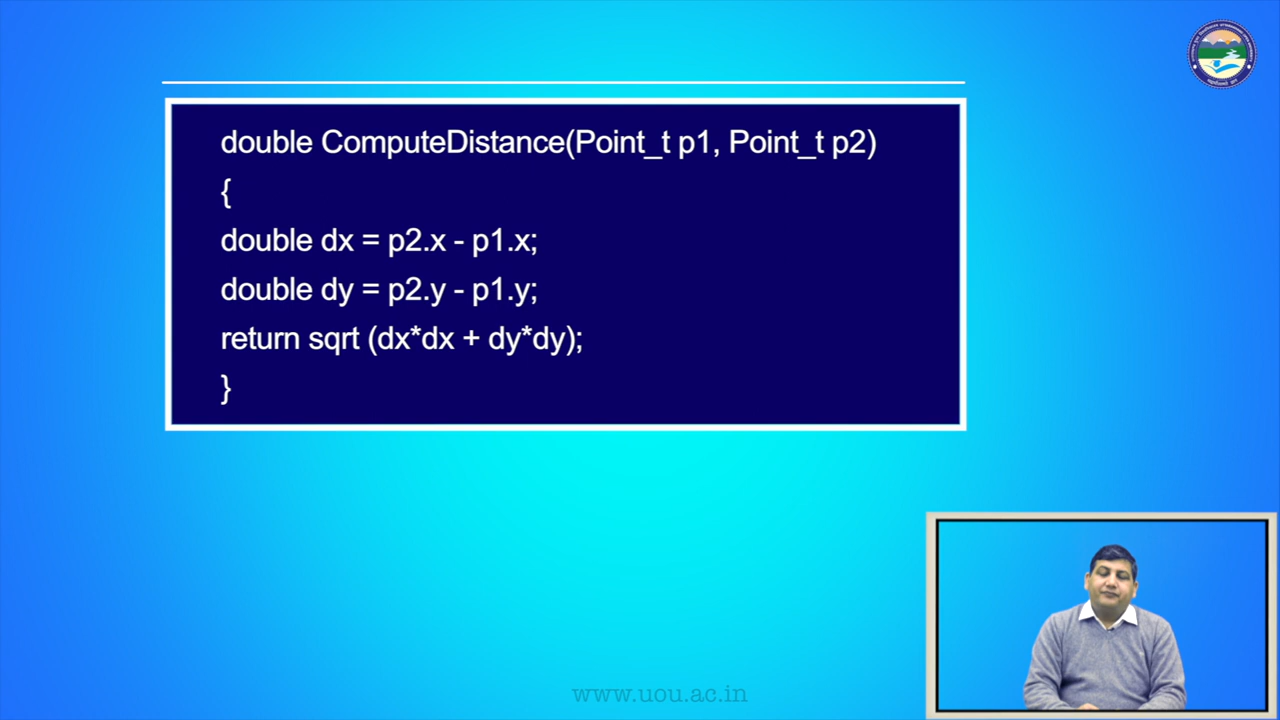 double ComputeDistance(Point_t p1, Point_t p2)
{
double dx = p2.x - p1.x;
double dy = p2.y - p1.y;
return sqrt (dx*dx + dy*dy);
}
www.uou.ac.in